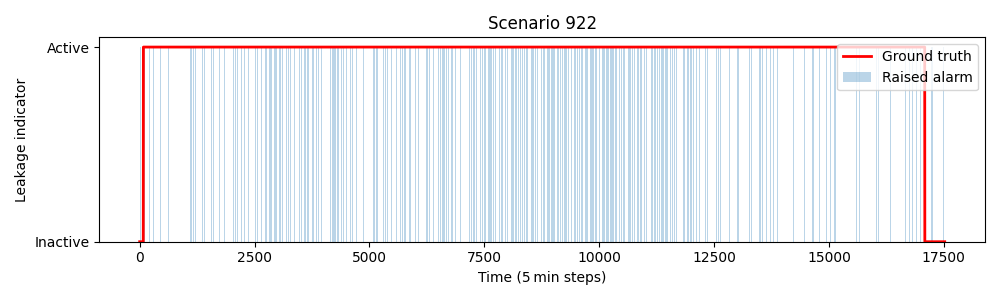 Scenario 922
Active
Inactive
Leakage indicator
Ground truth
Raised alarm
0
2500
5000
7500
10000
12500
15000
17500
Time (5 min steps)